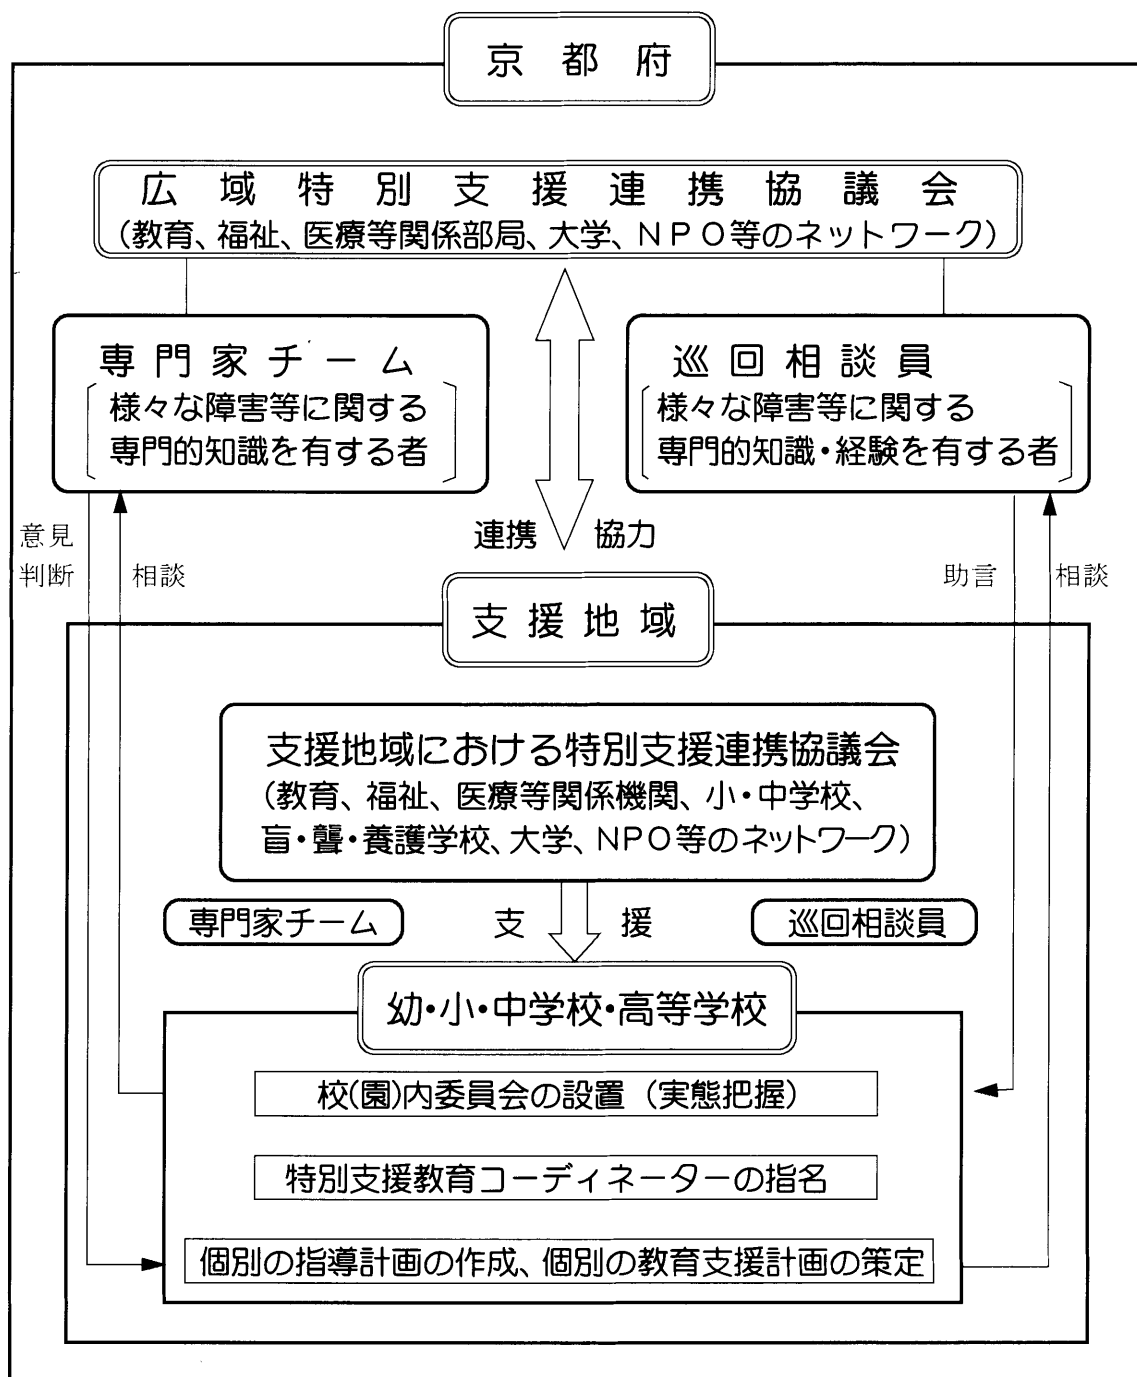 京都府
広域特別支援連携協議会
(教育、福祉、医療等関係部局、大学、NPO等のネットワーク)
専門家チーム
様々な障害等に関する
専門的知識を有する者
巡回相談員
様々な障害等に関する
専門的知識・経験を有する者
連携 協力
意見
判断
相談
助言
相談
支援地域
支援地域における特別支援連携協議会
(教育、福祉、医療等関係機関、小・中学校、
盲・聾・養護学校、大学、NPO等のネットワーク)
専門家チーム
支援
巡回相談員
幼・小・中学校・高等学校
校(園)内委員会の設置(実態把握)
特別支援教育コーディネーターの指名
個別の指導計画の作成、個別の教育支援計画の策定